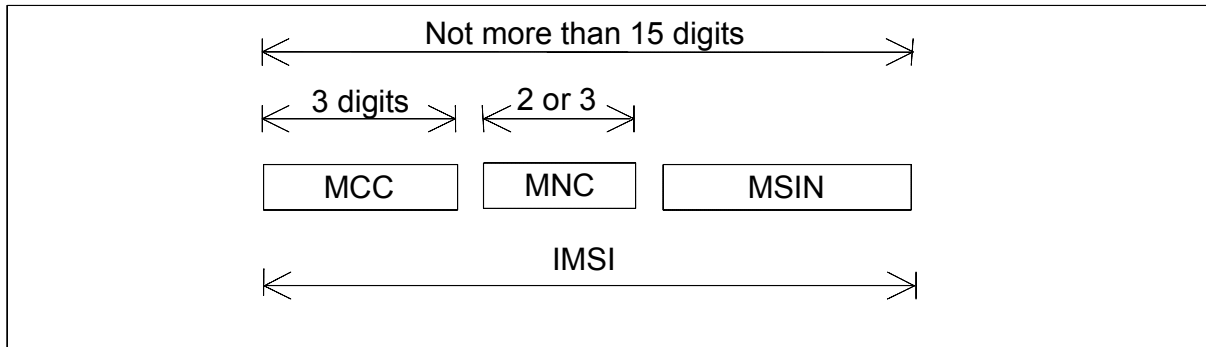 Not more than 15 digits
3 digits 2 or 3
MCC MNC MSIN
IMSI